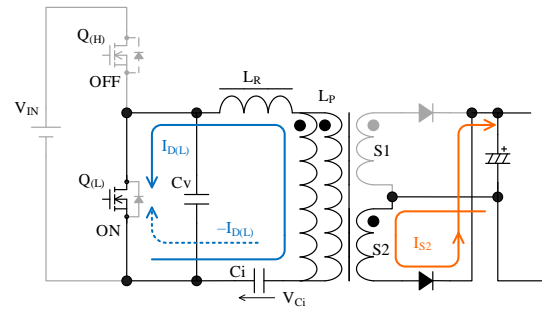 Q(H)
OFF
VIN
LR
LP
ID(L)
S1
Q(L)
Cv
ON
−ID(L)
S2
IS2
Ci
VCi
+